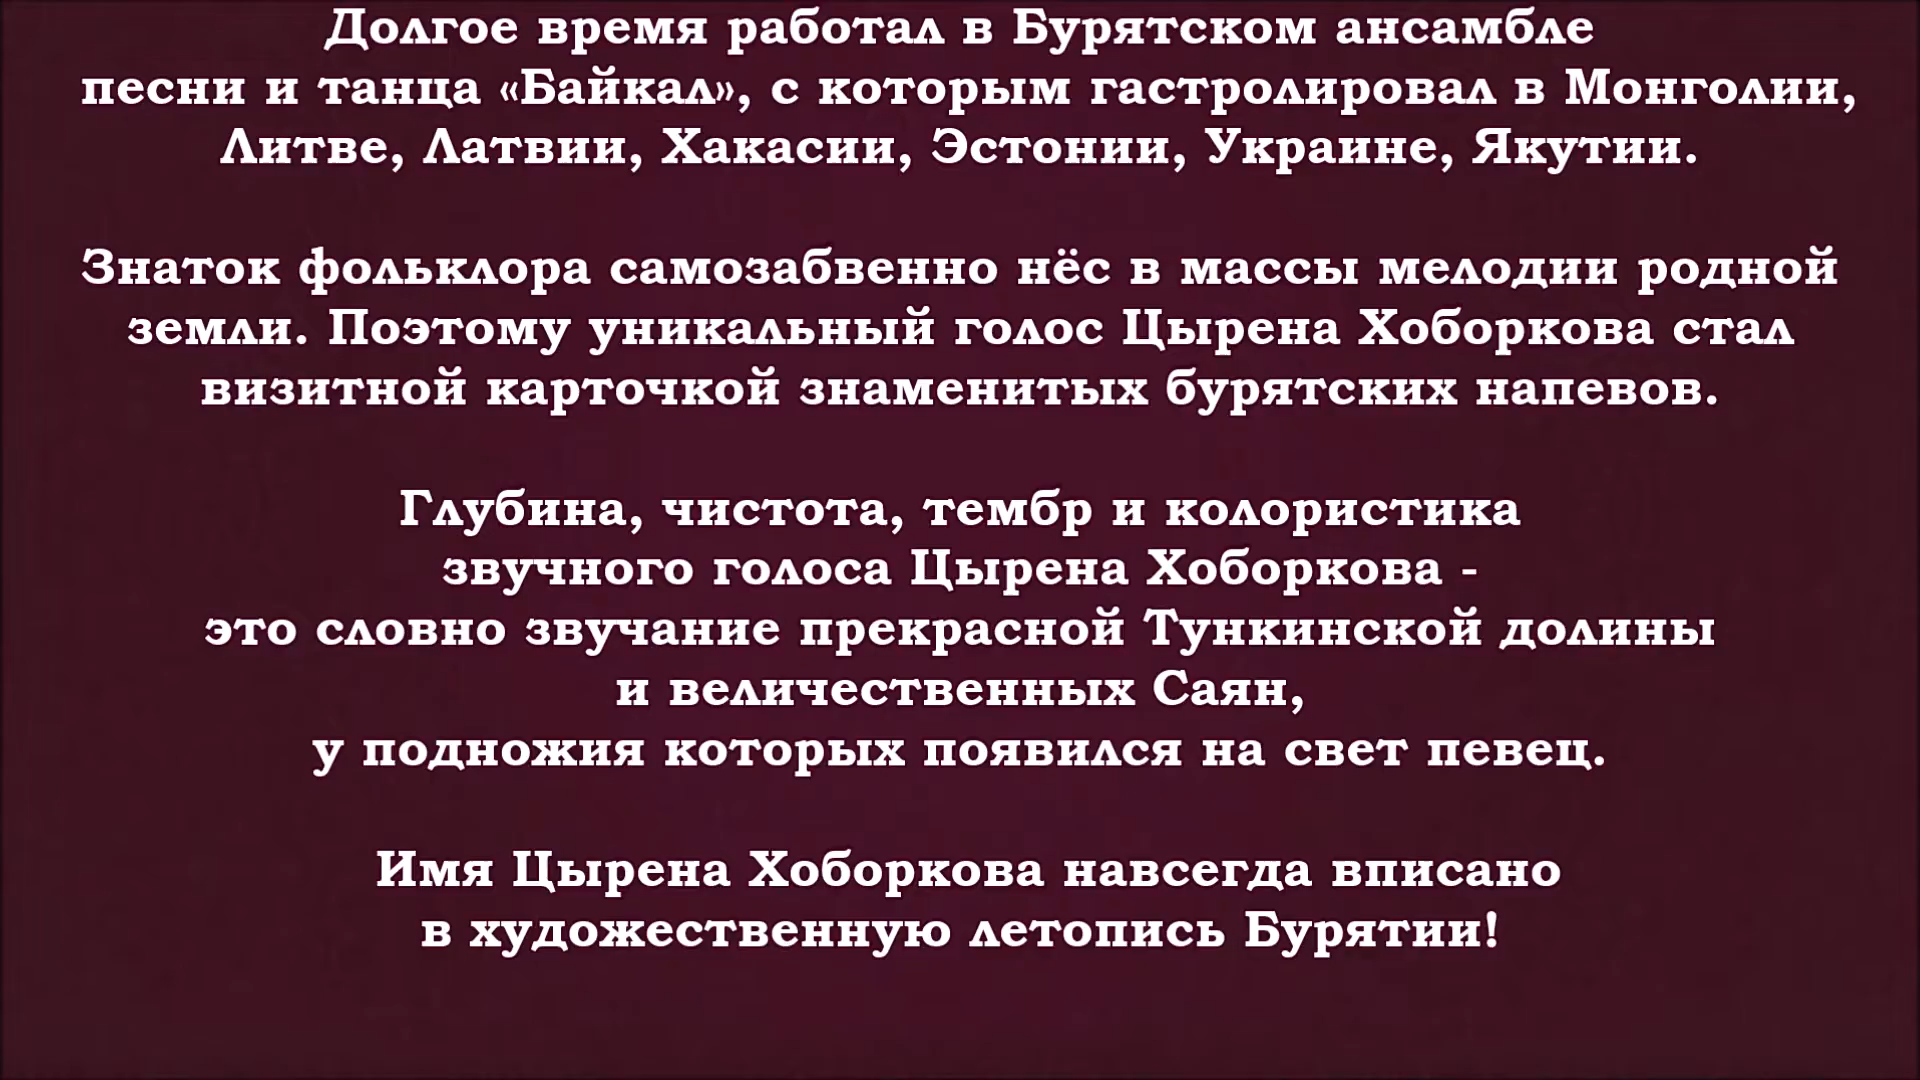 Долгое время работал в Бурятском ансамбле
песни и танца «Байкал», с которым гастролировал в Монголии,
Литве, Латвии, Хакасии, Эстонии, Украине, Якутии.
Знаток фольклора самозабвенно нёс в массы мелодии родной
земли. Поэтому уникальный голос Цырена Хоборкова стал
визитной карточкой знаменитых бурятских напевов.
Глубина, чистота, тембр и колористика
звучного голоса Цырена Хоборкова -
это словно звучание прекрасной Тункинской долины
и величественных Саян,
у подножия которых появился на свет певец.
Имя Цырена Хоборкова навсегда вписано
в художественную летопись Бурятии!